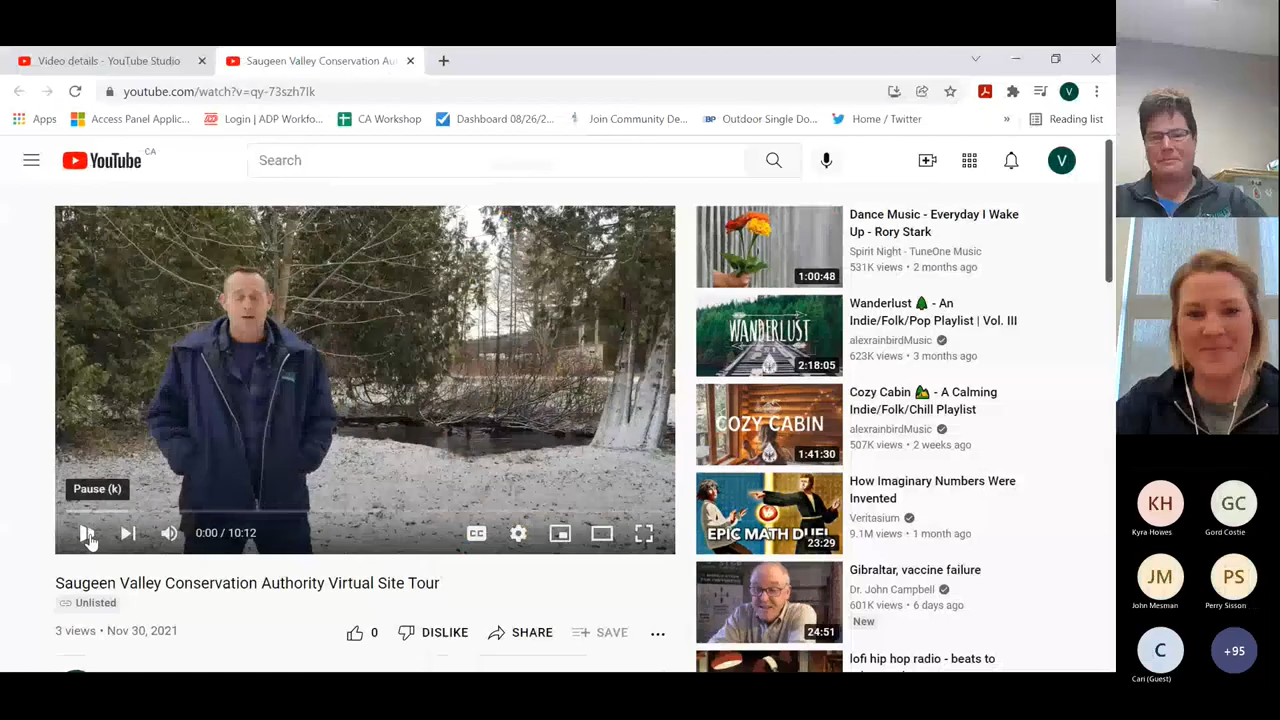 Video details - YouTube Studio
Saugeen Valley Conservation Au
youtube.com/watch?v=qy-73szh7lk
Apps
Access Panel Applic...
Login | ADP Workfo...
CA Workshop
Dashboard 08/26/2...
Join Community De...
BP
Outdoor Single Do...
Home / Twitter
»
Reading list
YouTube CA
Search
V
Pause (k)
0:00 / 10:12
CC
Saugeen Valley Conservation Authority Virtual Site Tour
Unlisted
3 views • Nov 30, 2021
0
DISLIKE
SHARE
SAVE
1:00:48
Dance Music - Everyday I Wake
Up - Rory Stark
Spirit Night - TuneOne Music
531K views • 2 months ago
WANDERLUST
2:18:05
Wanderlust 🌲 - An
Indie/Folk/Pop Playlist | Vol. III
alexrainbirdMusic
623K views • 3 months ago
COZY CABIN
1:41:30
Cozy Cabin 🏕 - A Calming
Indie/Folk/Chill Playlist
alexrainbirdMusic
507K views • 2 weeks ago
EPIC MATH DUEL
23:29
How Imaginary Numbers Were
Invented
Veritasium
9.1M views • 1 month ago
24:51
Gibraltar, vaccine failure
Dr. John Campbell
601K views • 6 days ago
New
lofi hip hop radio - beats to
KH
Kyra Howes
GC
Gord Costie
JM
John Mesman
PS
Perry Sisson
C
Cari (Guest)
+95